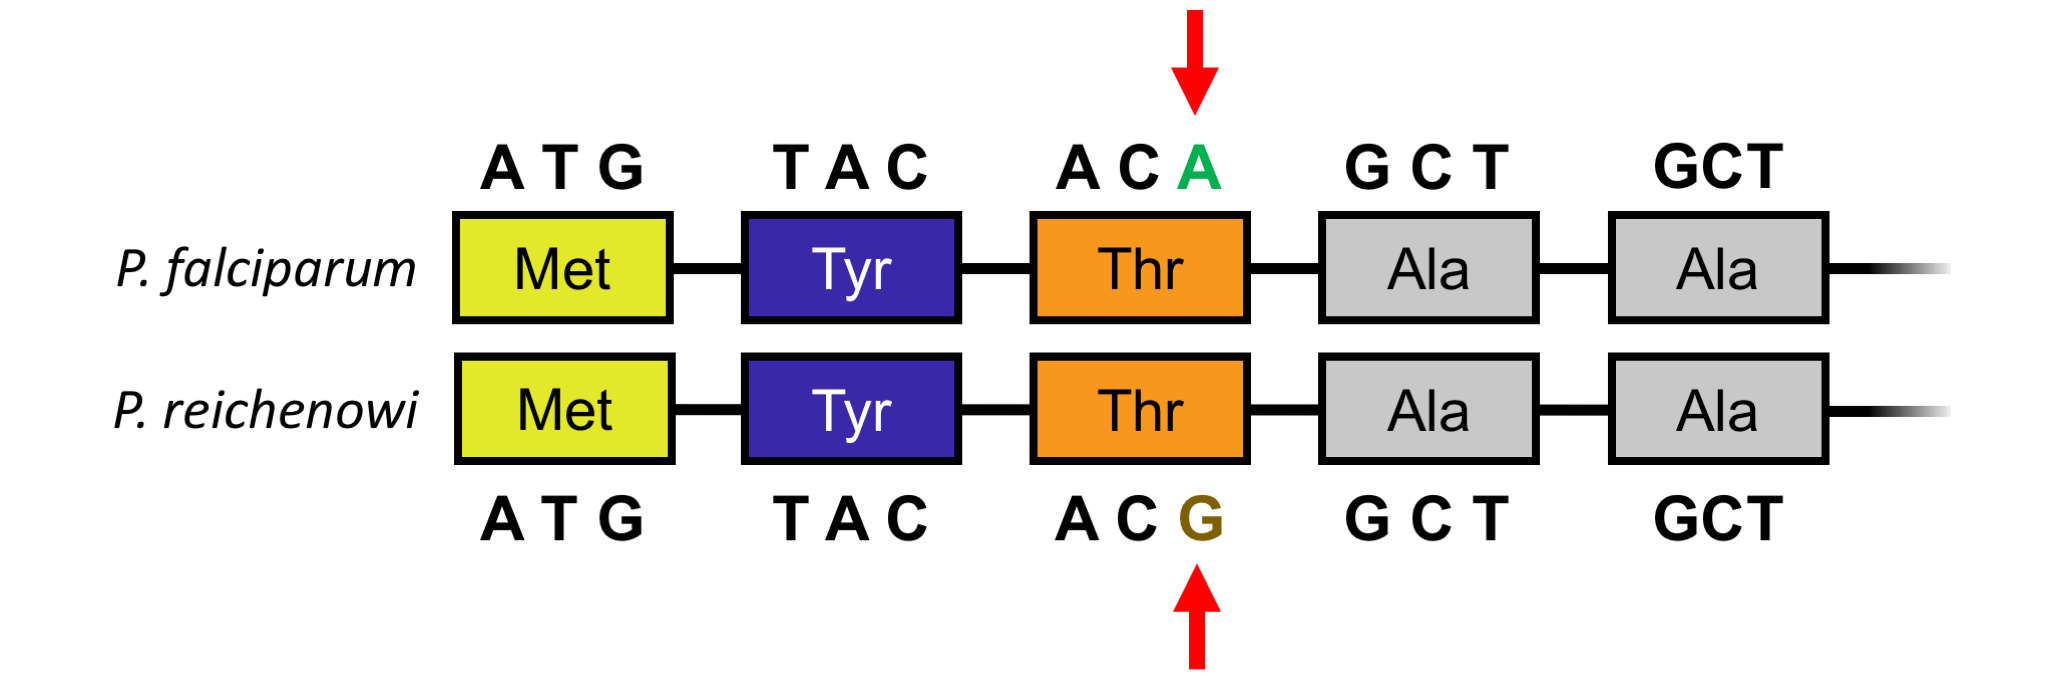 A T G T A C A C A G C T GCT
P. falciparum Met Tyr Thr Ala Ala
P. reichenowi Met Tyr Thr Ala Ala
A T G T A C A C G G C T GCT